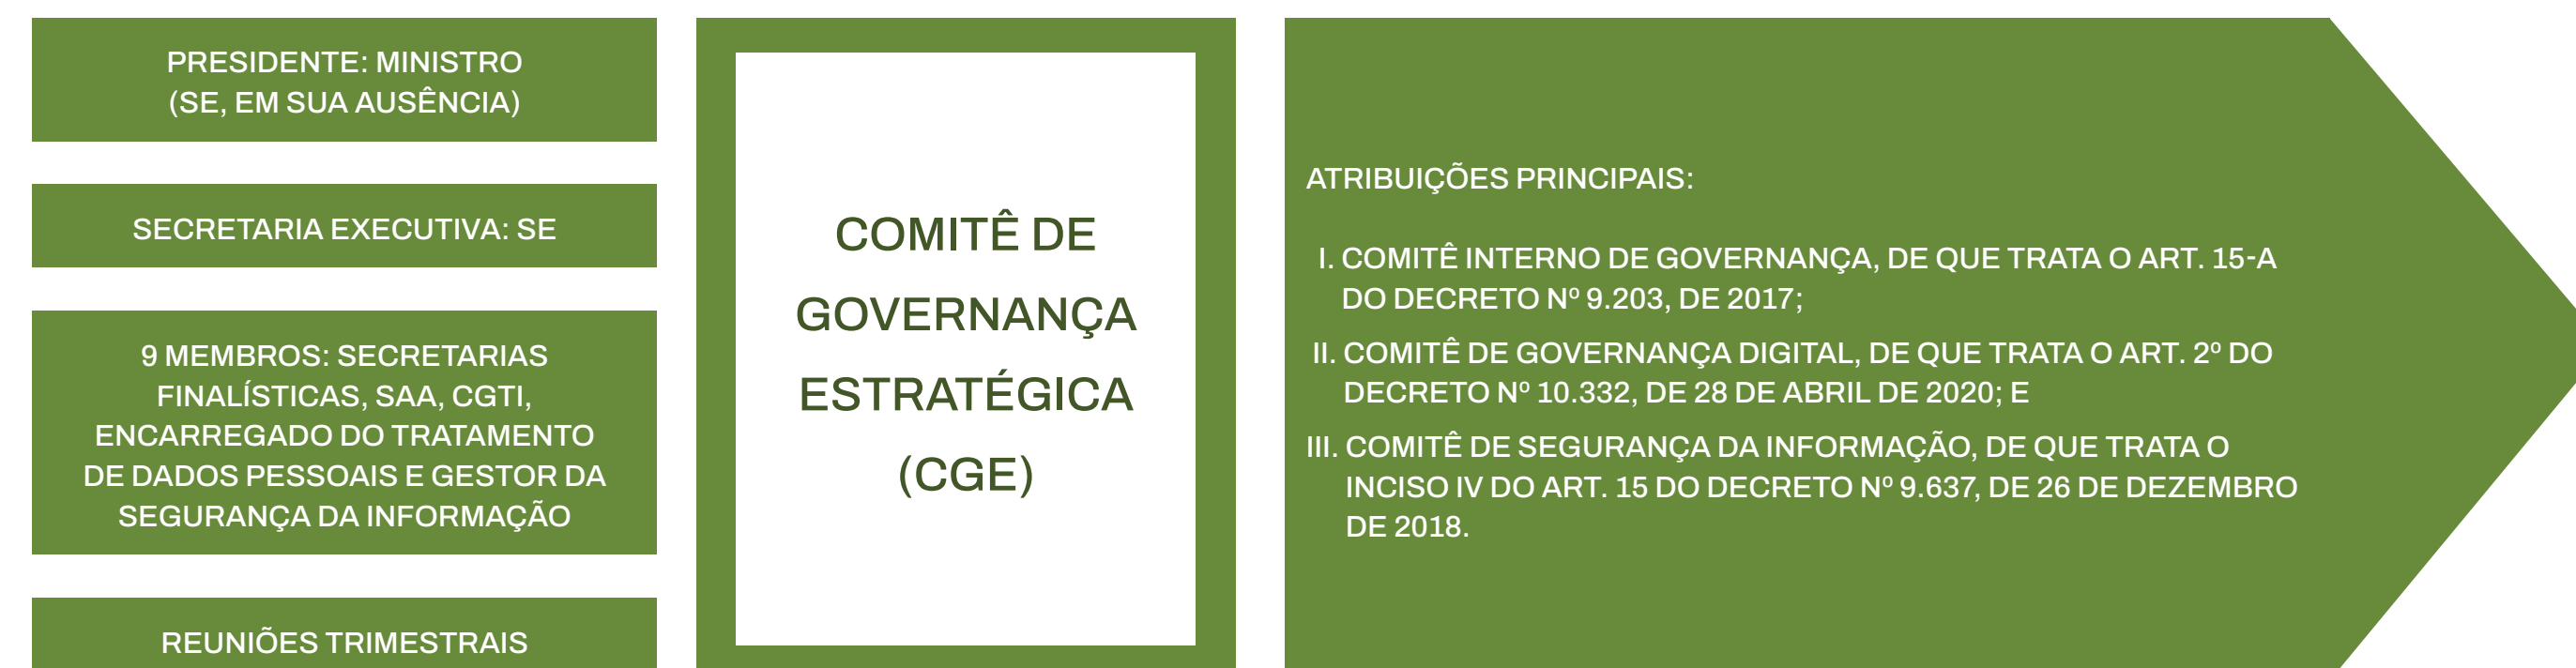 PRESIDENTE: MINISTRO
(SE, EM SUA AUSÊNCIA)
SECRETARIA EXECUTIVA: SE
9 MEMBROS: SECRETARIAS
FINALÍSTICAS, SAA, CGTI,
ENCARREGADO DO TRATAMENTO
DE DADOS PESSOAIS E GESTOR DA
SEGURANÇA DA INFORMAÇÃO
REUNIÕES TRIMESTRAIS
COMITÊ DE
GOVERNANÇA
ESTRATÉGICA
(CGE)
ATRIBUIÇÕES PRINCIPAIS:
I. COMITÊ INTERNO DE GOVERNANÇA, DE QUE TRATA O ART. 15-A
DO DECRETO Nº 9.203, DE 2017;
II. COMITÊ DE GOVERNANÇA DIGITAL, DE QUE TRATA O ART. 2º DO
DECRETO Nº 10.332, DE 28 DE ABRIL DE 2020; E
III. COMITÊ DE SEGURANÇA DA INFORMAÇÃO, DE QUE TRATA O
INCISO IV DO ART. 15 DO DECRETO Nº 9.637, DE 26 DE DEZEMBRO
DE 2018.